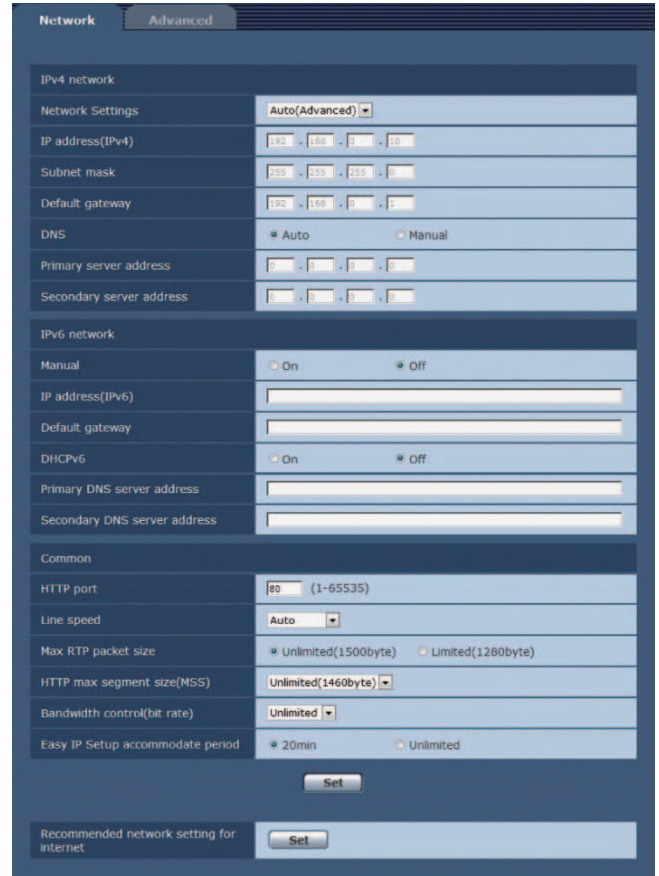 Network Advanced
IPv4 network
Network Settings Auto(Advanced)
IP address(IPv4) 192 . 168 . 0 . 10
Subnet mask 255 . 255 . 255 . 0
Default gateway 192 . 168 . 0 . 1
DNS Auto Manual
Primary server address 0 . 0 . 0 . 0
Secondary server address 0 . 0 . 0 . 0
IPv6 network
Manual On Off
IP address(IPv6)
Default gateway
DHCPv6 On Off
Primary DNS server address
Secondary DNS server address
Common
HTTP port 80 (1-65535)
Line speed Auto
Max RTP packet size Unlimited(1500byte) Limited(1280byte)
HTTP max segment size(MSS) Unlimited(1460byte)
Bandwidth control(bit rate) Unlimited
Easy IP Setup accommodate period 20min Unlimited
Set
Recommended network setting for
internet Set